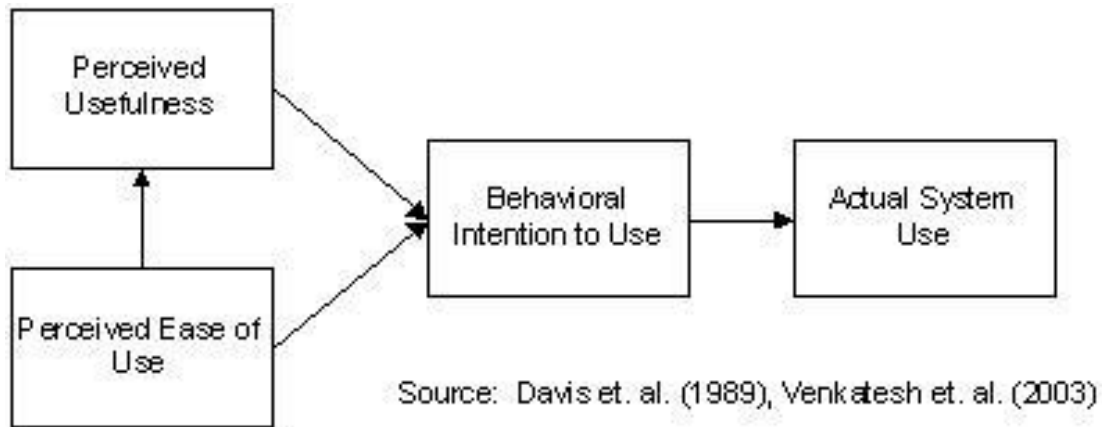 Perceived
Usefulness
Behavioral
Intention to Use
Actual System
Use
Perceived Ease of
Use
Source: Davis et. al. (1989), Venkatesh et. al. (2003)